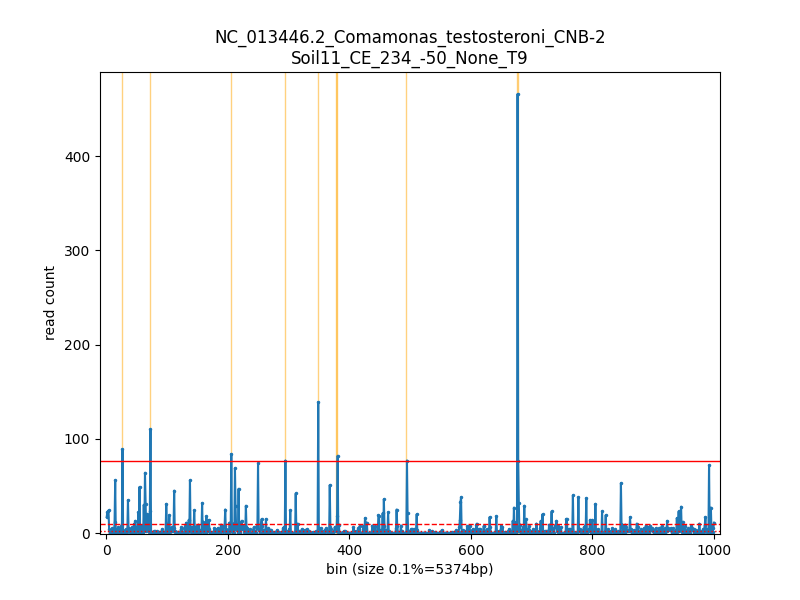 NC_013446.2_Comamonas_testosteroni_CNB-2
Soil11_CE_234_-50_None_T9
400
300
200
100
0
read count
0 200 400 600 800 1000
bin (size 0.1%=5374bp)